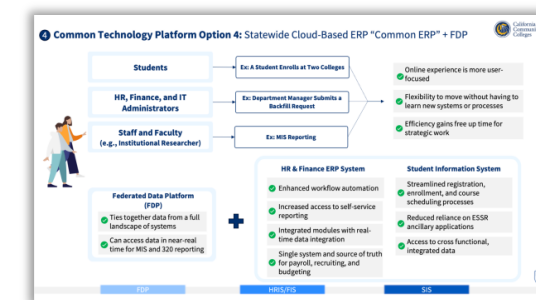 4 Common Technology Platform Option 4: Statewide Cloud-Based ERP "Common ERP" + FDP
California
Community
Colleges
Students
Ex: A Student Enrolls at Two Colleges
Online experience is more user-
focused
HR, Finance, and IT
Administrators
Ex: Department Manager Submits a
Backfill Request
Flexibility to move without having to
learn new systems or processes
Staff and Faculty
(e.g., Institutional Researcher)
Ex: MIS Reporting
Efficiency gains free up time for
strategic work
Federated Data Platform
(FDP)
Ties together data from a full
landscape of systems
Can access data in near-real
time for MIS and 320 reporting
HR & Finance ERP System
Enhanced workflow automation
Increased access to self-service
reporting
Integrated modules with real-
time data integration
Single system and source of truth
for payroll, recruiting, and
budgeting
Student Information System
Streamlined registration,
enrollment, and course
scheduling processes
Reduced reliance on ESSR
ancillary applications
Access to cross functional,
integrated data
FDP
HRIS/FIS
SIS